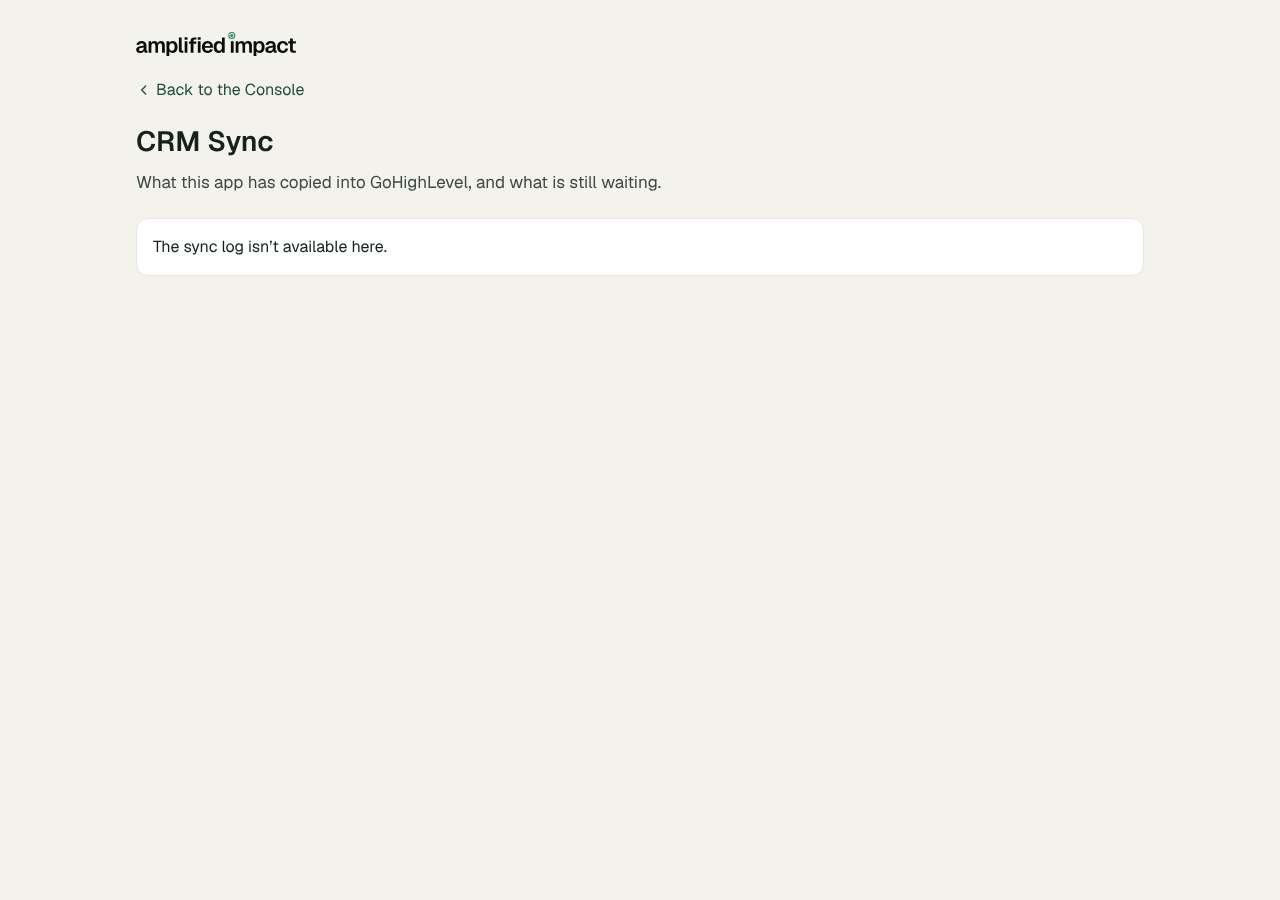 amplified impact
Back to the Console
CRM Sync
What this app has copied into GoHighLevel, and what is still waiting.
The sync log isn’t available here.